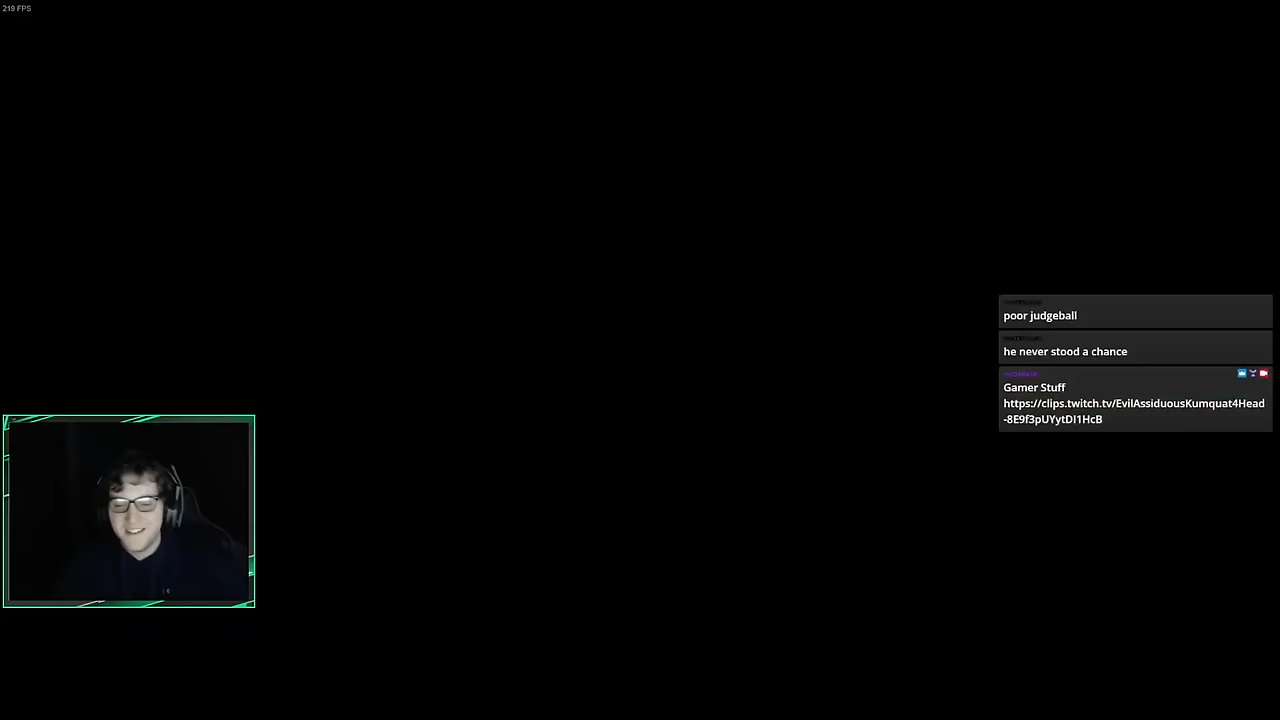 219 FPS
poor judgeball
he never stood a chance
Gamer Stuff
https://clips.twitch.tv/EvilAssiduousKumquat4Head
-8E9f3pUYytDI1HcB